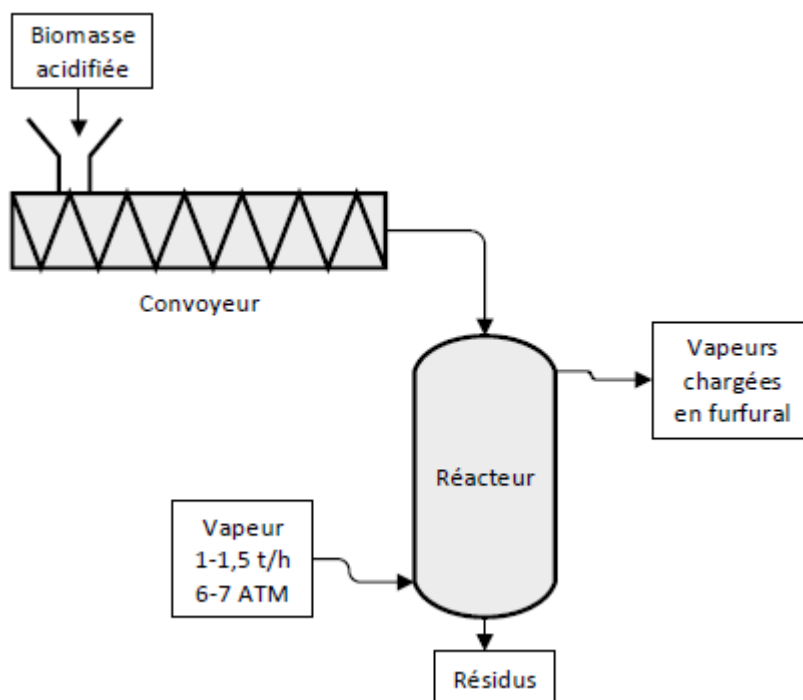 Biomasse
acidifiée
Convoyeur
Vapeurs
chargées
en furfural
Réacteur
Vapeur
1-1,5 t/h
6-7 ATM
Résidus